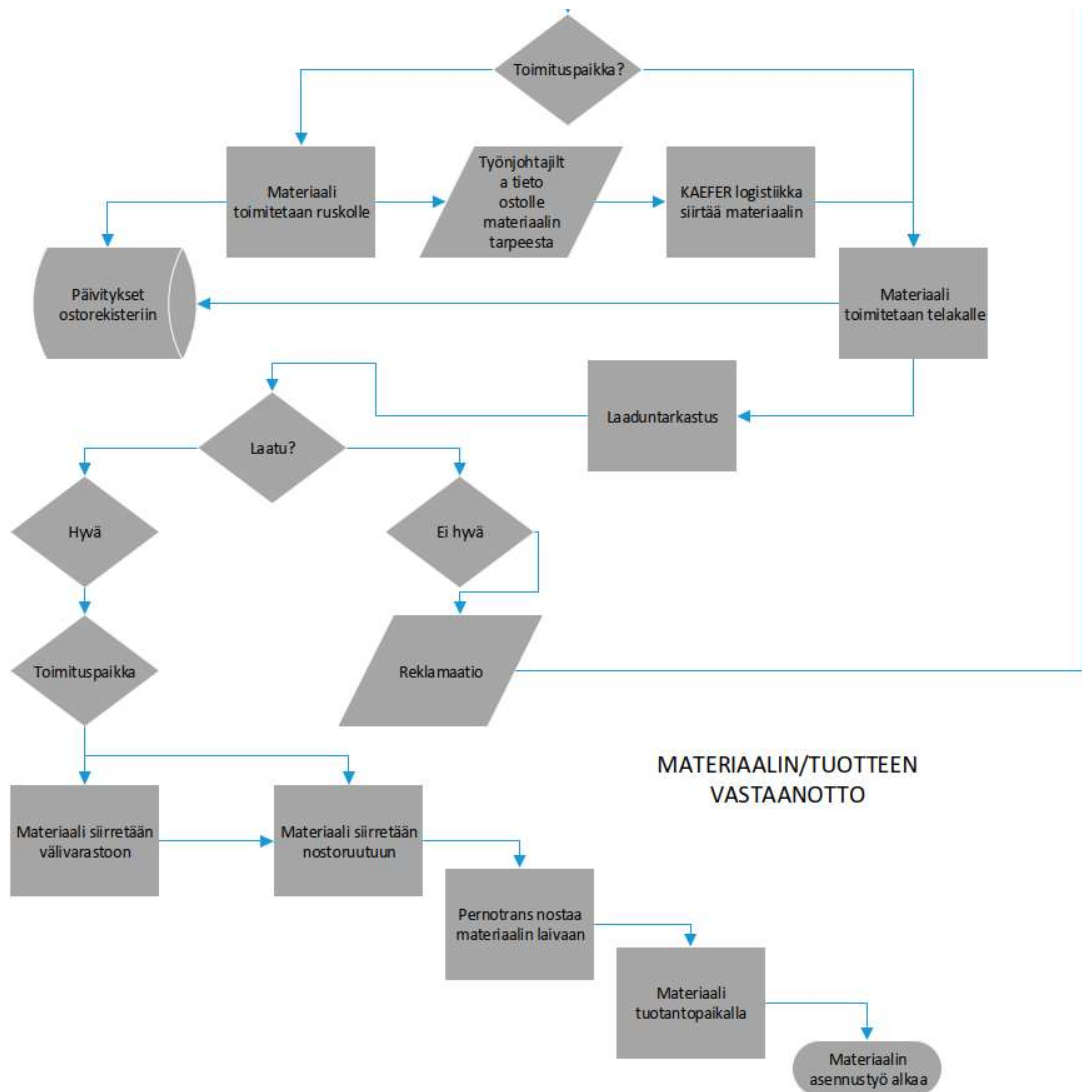 Toimituspaikka?
Materiaali
toimitetaan ruskolle
Työnjohtajilt
a tieto
ostolle
materiaalin
tarpeesta
KAEFER logistiikka
siirtää materiaalin
Päivitykset
ostorekisteriin
Materiaali
toimitetaan telakalle
Laaduntarkastus
Laatu?
Hyvä
Ei hyvä
Toimituspaikka
Reklamaatio
MATERIAALIN/TUOTTEEN
VASTAANOTTO
Materiaali siirretään
välivarastoon
Materiaali siirretään
nostoruutuun
Pernotrans nostaa
materiaalin laivaan
Materiaali
tuotantopaikalla
Materiaalin
asennustyö alkaa